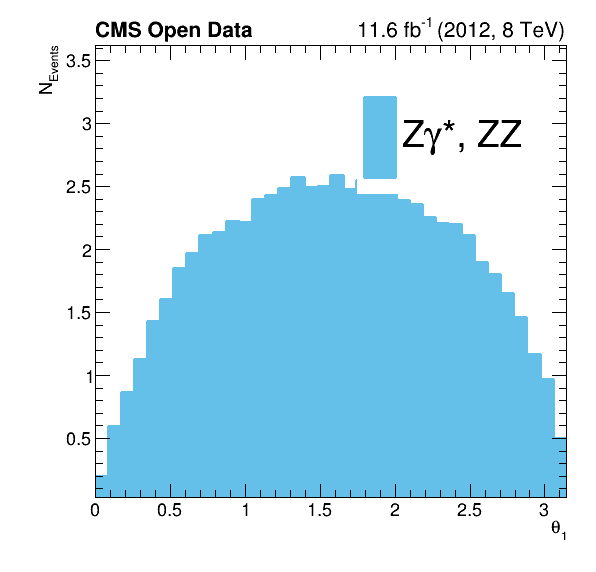 CMS Open Data 11.6 fb⁻¹ (2012, 8 TeV)
N_Events
3.5
3
2.5
2
1.5
1
0.5
Zγ*, ZZ
0 0.5 1 1.5 2 2.5 3
θ₁